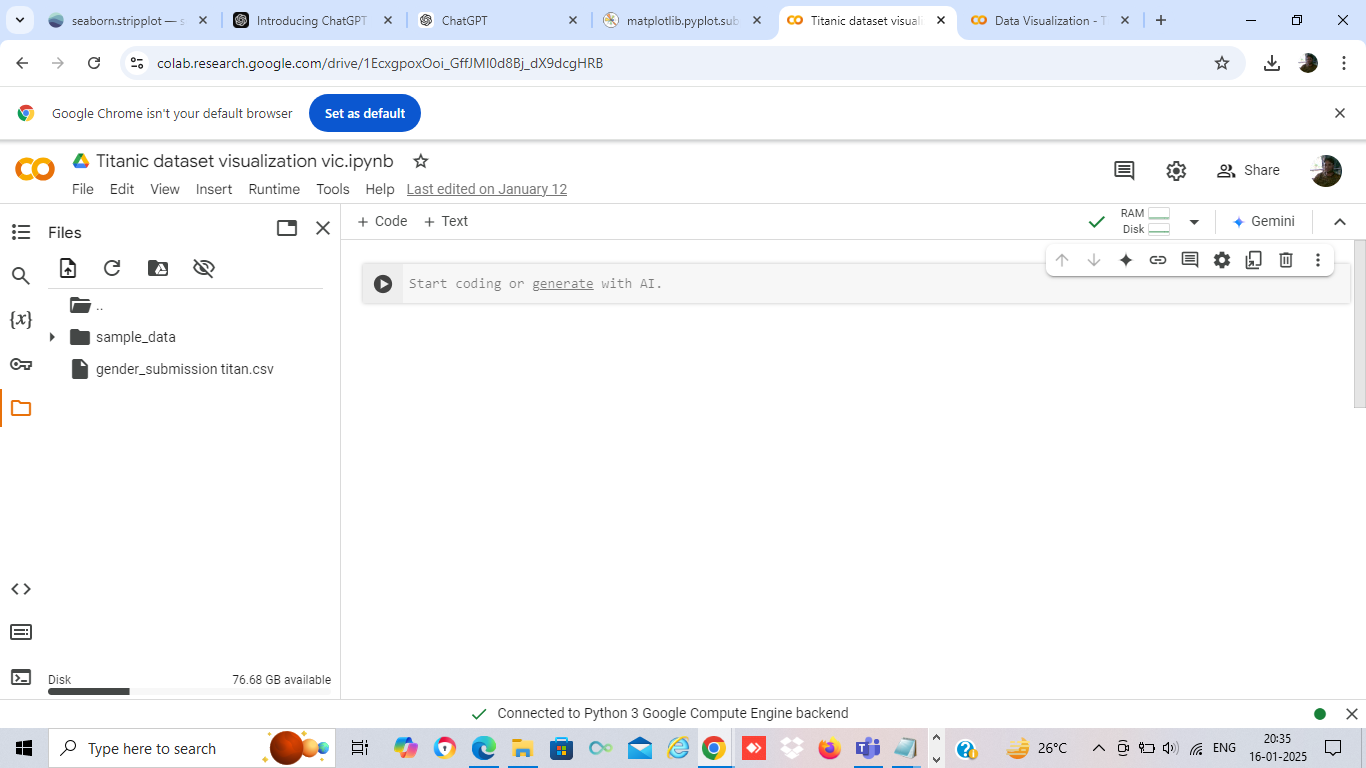 seaborn.stripplot — s
Introducing ChatGPT
ChatGPT
matplotlib.pyplot.sub
Titanic dataset visuali
Data Visualization - T
colab.research.google.com/drive/1EcxgpoxOoi_GffJMI0d8Bj_dX9dcgHRB
Google Chrome isn't your default browser
Set as default
Titanic dataset visualization vic.ipynb
File Edit View Insert Runtime Tools Help Last edited on January 12
Share
Files
+ Code + Text
RAM
Disk
Gemini
..
sample_data
gender_submission titan.csv
Start coding or generate with AI.
{x}
Disk 76.68 GB available
Connected to Python 3 Google Compute Engine backend
Type here to search
26°C
ENG
20:35
16-01-2025